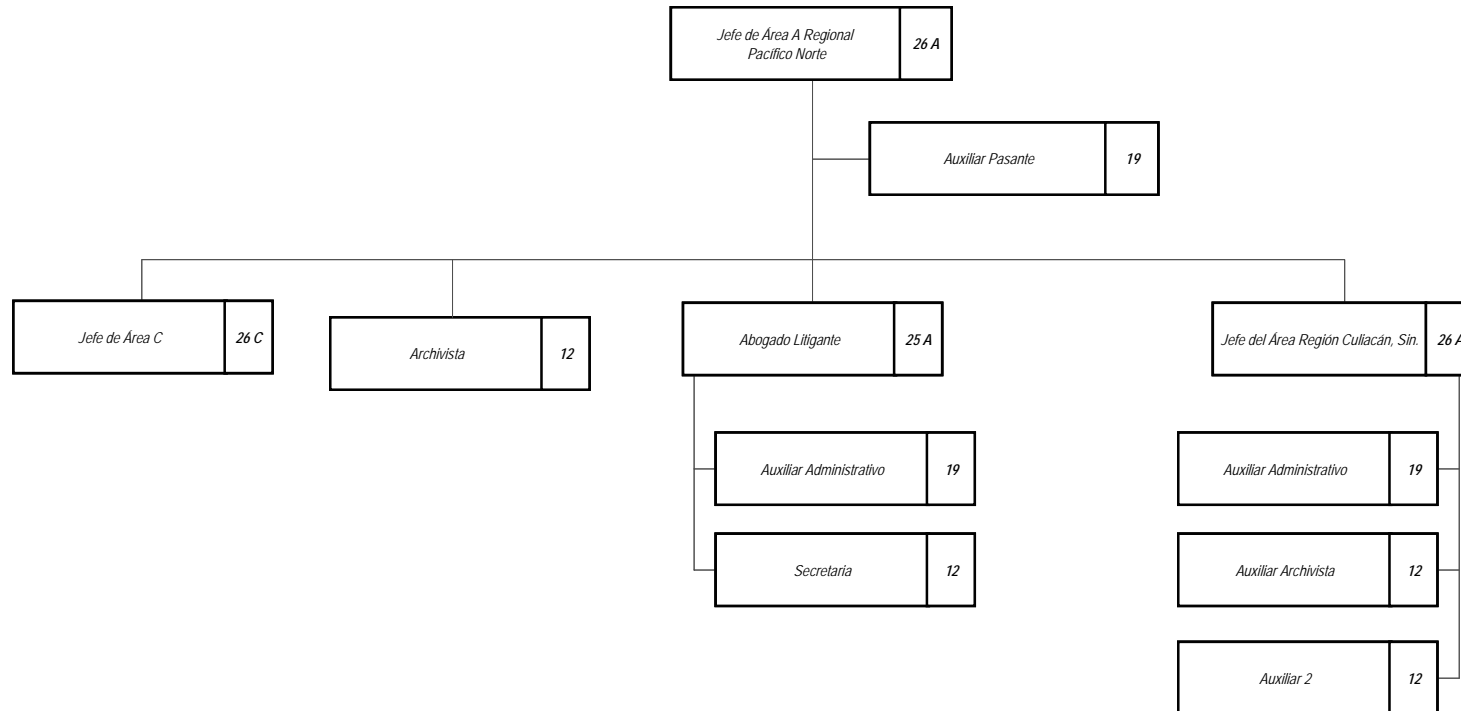 Jefe de Área A Regional
Pacífico Norte
26 A
Auxiliar Pasante
19
Jefe de Área C
26 C
Archivista
12
Abogado Litigante
25 A
Jefe del Área Región Culiacán, Sin.
26 A
Auxiliar Administrativo
19
Auxiliar Administrativo
19
Secretaria
12
Auxiliar Archivista
12
Auxiliar 2
12